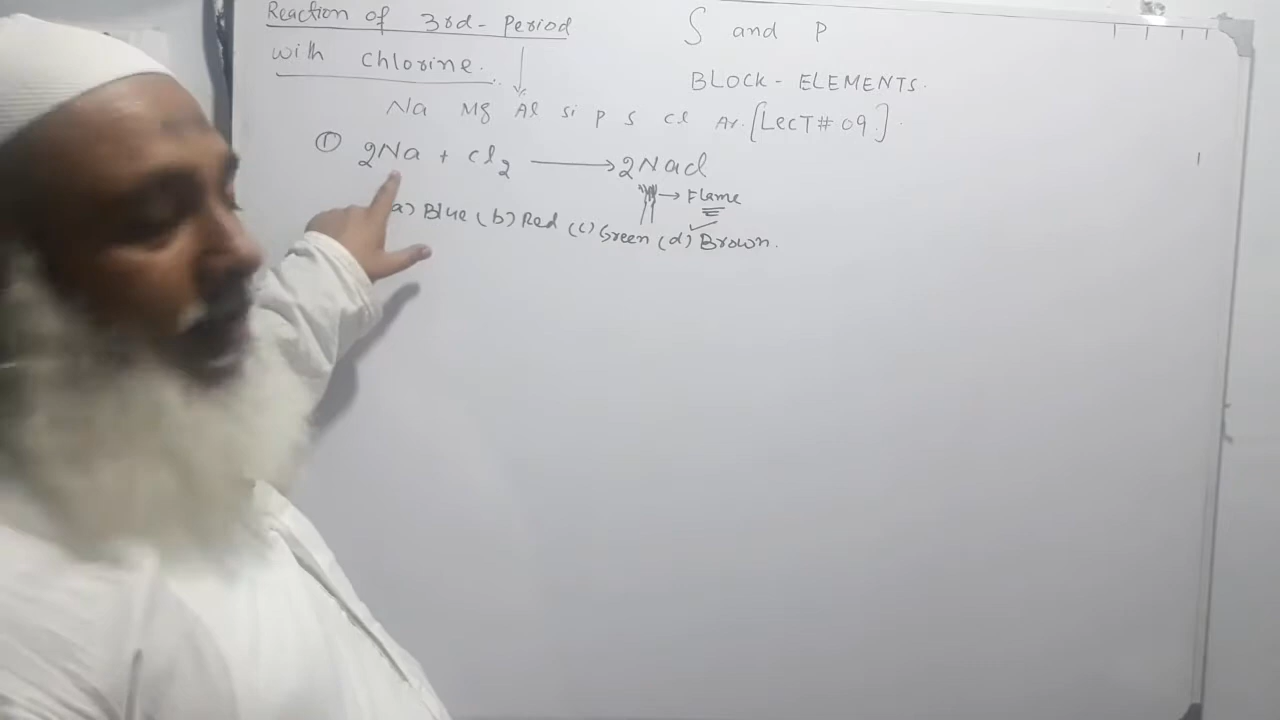 Reaction of 3rd-Period
with Chlorine.
S and P
BLOCK-ELEMENTS.
Na Mg Al Si P S Cl Ar. [LECT# 09.]
① 2Na + Cl2 ⟶ 2Nacl
→ Flame
a) Blue (b) Red (c) Green (d) Brown.